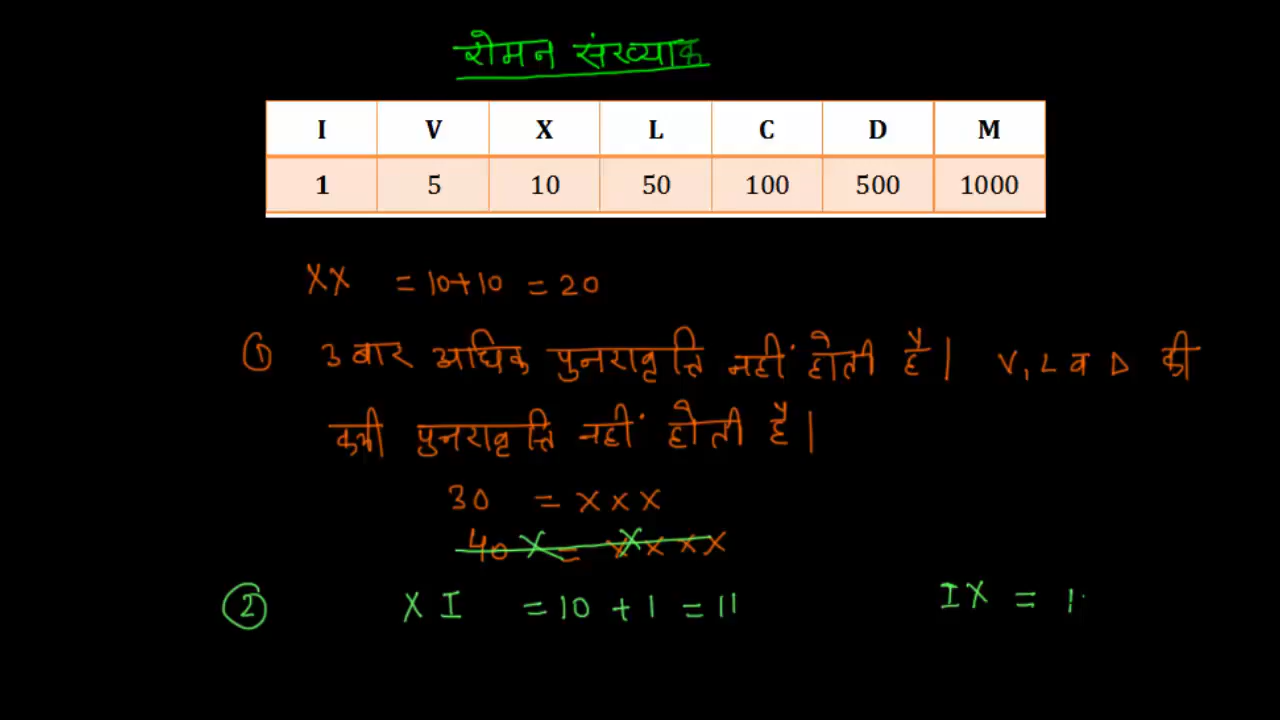 रोमन संख्याक
I V X L C D M
1 5 10 50 100 500 1000
XX = 10+10 = 20
① 3 बार अधिक पुनरावृत्ति नहीं होती है। V, L व D की
कभी पुनरावृत्ति नहीं होती है।
30 = XXX
40 = XXXX
② XI = 10 + 1 = 11 IX = 1